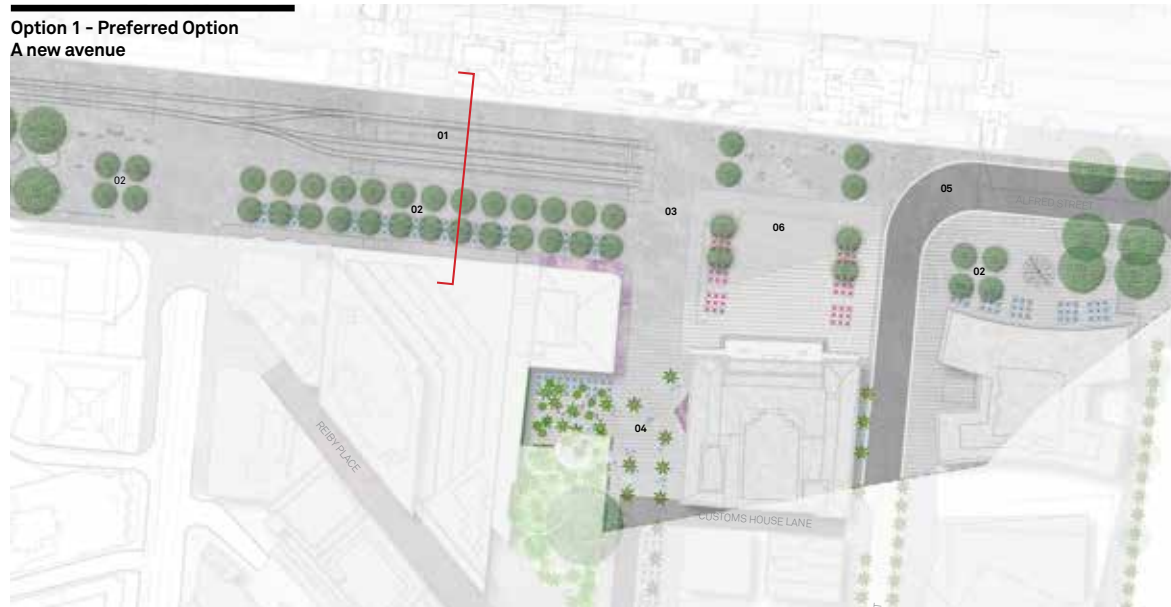 Option 1 - Preferred Option
A new avenue
01
02
02
03
05
ALFRED STREET
06
02
04
REIBY PLACE
CUSTOMS HOUSE LANE